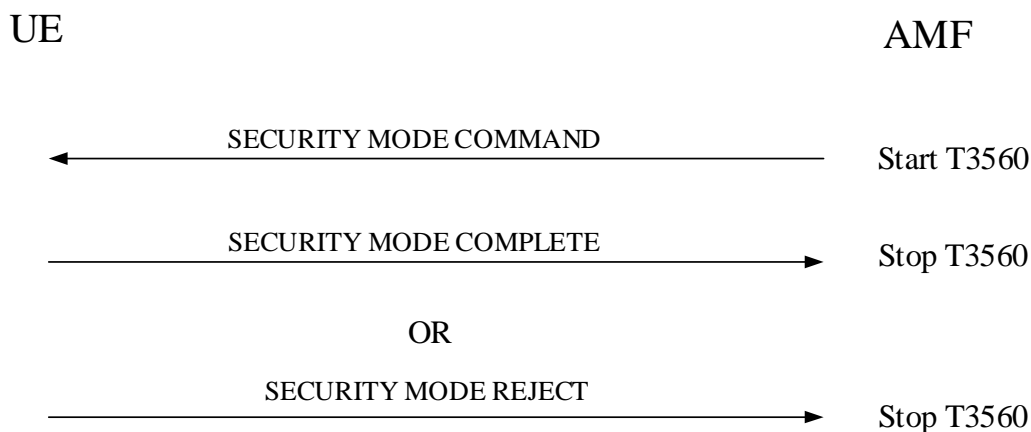 UE
AMF
SECURITY MODE COMMAND
Start T3560
SECURITY MODE COMPLETE
Stop T3560
OR
SECURITY MODE REJECT
Stop T3560